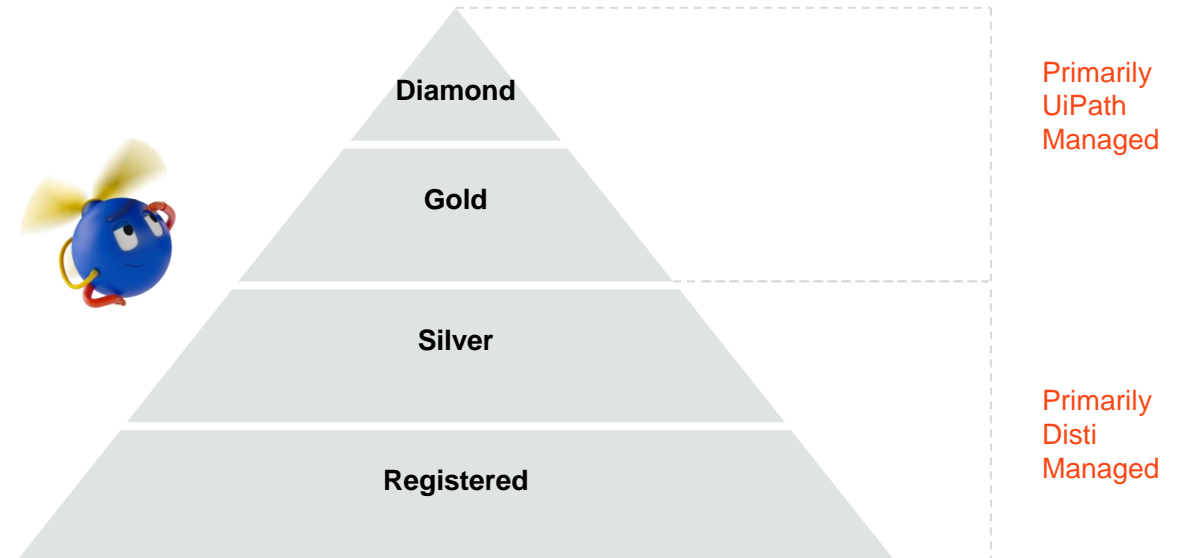 Diamond
Primarily
UiPath
Managed
Gold
Silver
Primarily
Disti
Managed
Registered